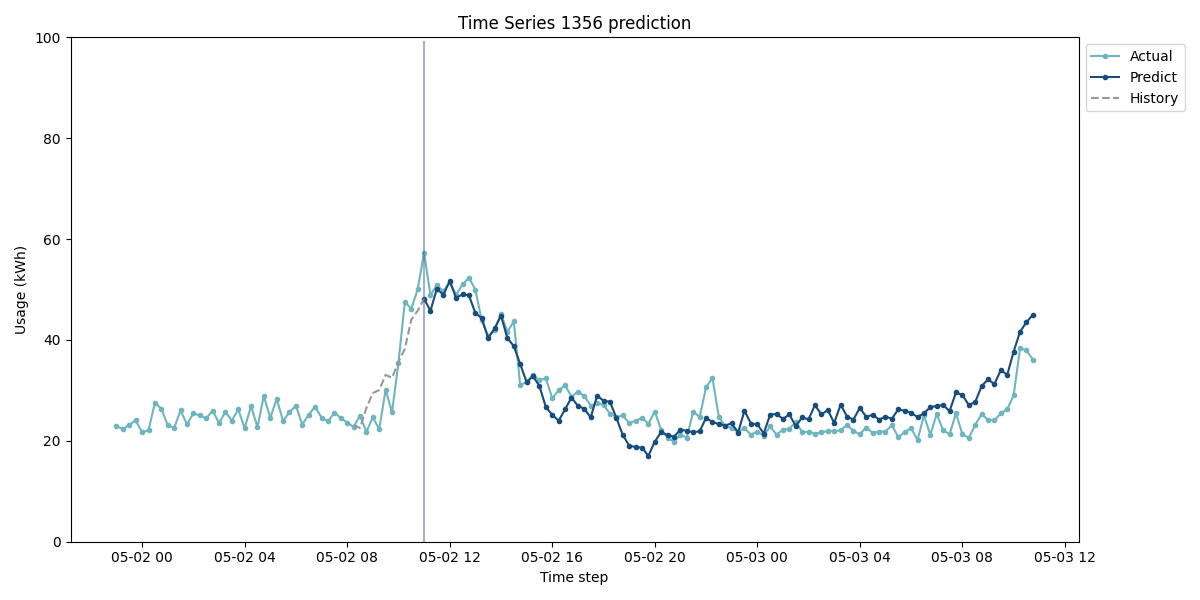 Time Series 1356 prediction
100
80
60
40
20
0
Usage (kWh)
05-02 00 05-02 04 05-02 08 05-02 12 05-02 16 05-02 20 05-03 00 05-03 04 05-03 08 05-03 12
Time step
Actual
Predict
History